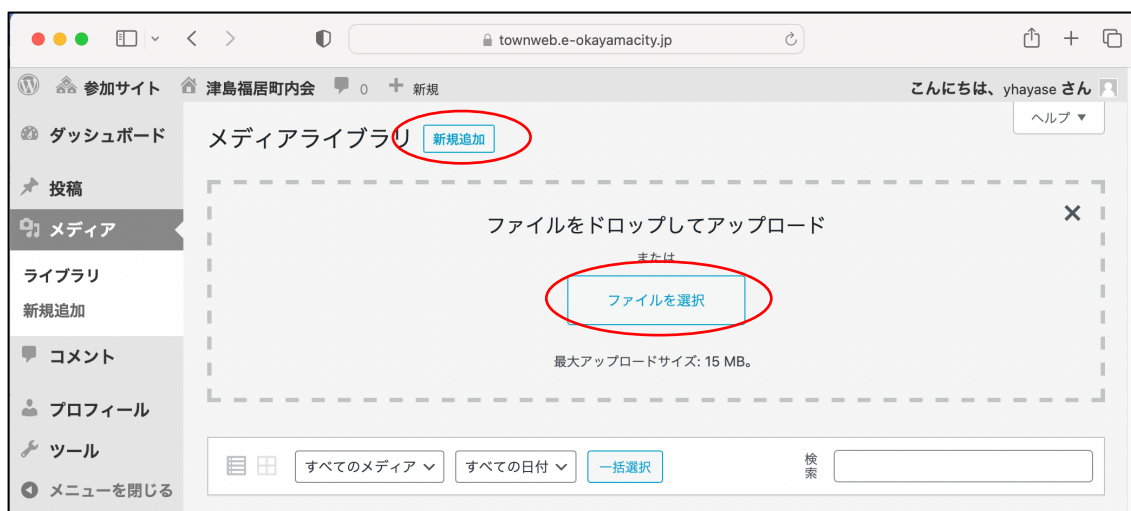 townweb.e-okayamacity.jp
参加サイト 津島福居町内会 0 新規 こんにちは、yhayase さん
ヘルプ ▼
ダッシュボード
投稿
メディア
ライブラリ
新規追加
コメント
プロフィール
ツール
メニューを閉じる
メディアライブラリ 新規追加
ファイルをドロップしてアップロード
または
ファイルを選択
最大アップロードサイズ: 15 MB。
すべてのメディア すべての日付 一括選択 検索